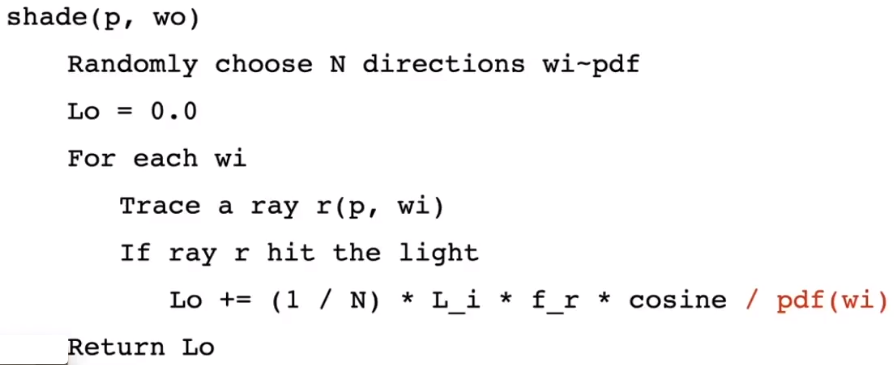 shade(p, wo)
Randomly choose N directions wi~pdf
Lo = 0.0
For each wi
Trace a ray r(p, wi)
If ray r hit the light
Lo += (1 / N) * L_i * f_r * cosine / pdf(wi)
Return Lo